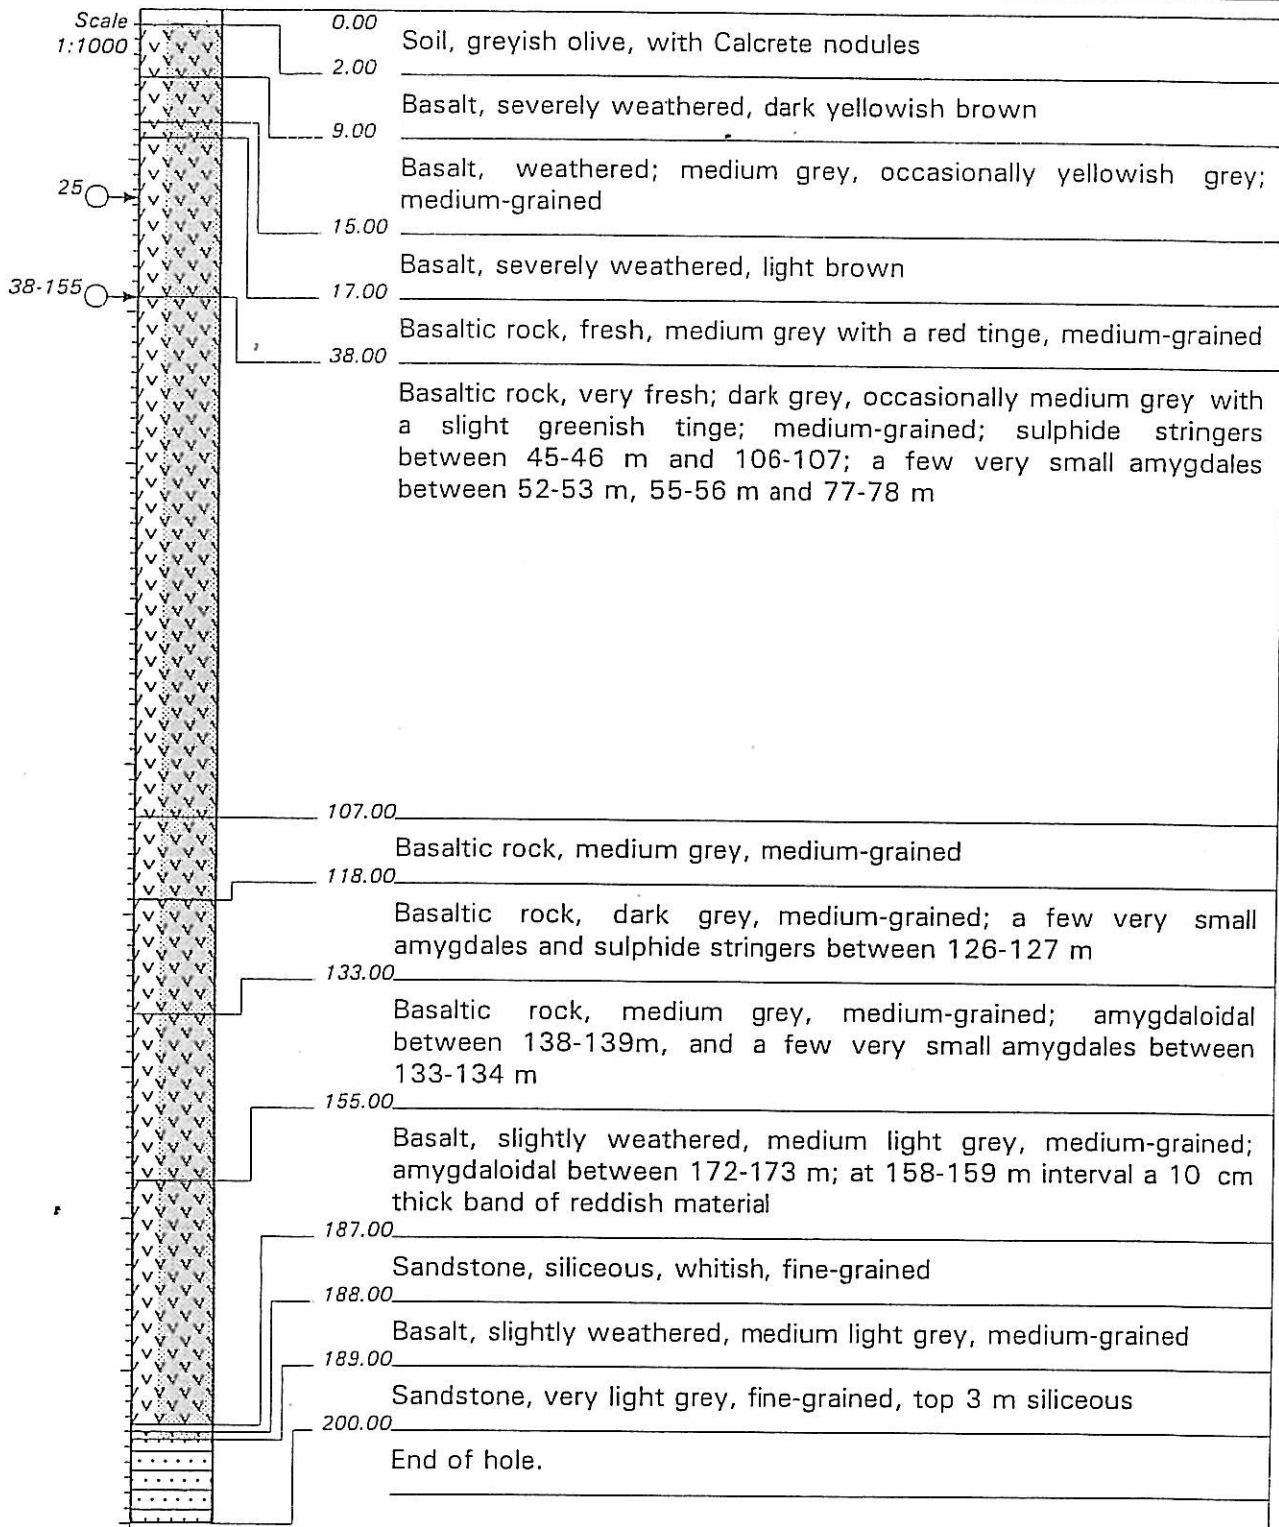 Scale
1:1000
0.00
Soil, greyish olive, with Calcrete nodules
2.00
Basalt, severely weathered, dark yellowish brown
9.00
Basalt, weathered; medium grey, occasionally yellowish grey;
medium-grained
25
15.00
Basalt, severely weathered, light brown
38-155
17.00
Basaltic rock, fresh, medium grey with a red tinge, medium-grained
38.00
Basaltic rock, very fresh; dark grey, occasionally medium grey with
a slight greenish tinge; medium-grained; sulphide stringers
between 45-46 m and 106-107; a few very small amygdales
between 52-53 m, 55-56 m and 77-78 m
107.00
Basaltic rock, medium grey, medium-grained
118.00
Basaltic rock, dark grey, medium-grained; a few very small
amygdales and sulphide stringers between 126-127 m
133.00
Basaltic rock, medium grey, medium-grained; amygdaloidal
between 138-139m, and a few very small amygdales between
133-134 m
155.00
Basalt, slightly weathered, medium light grey, medium-grained;
amygdaloidal between 172-173 m; at 158-159 m interval a 10 cm
thick band of reddish material
187.00
Sandstone, siliceous, whitish, fine-grained
188.00
Basalt, slightly weathered, medium light grey, medium-grained
189.00
Sandstone, very light grey, fine-grained, top 3 m siliceous
200.00
End of hole.